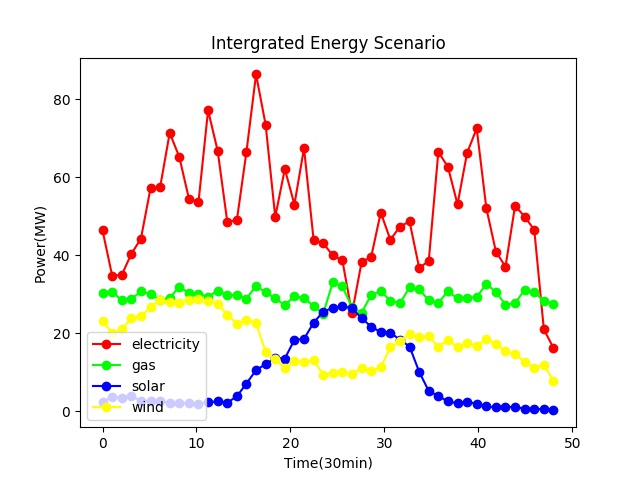 Intergrated Energy Scenario
Power(MW)
80
60
40
20
0
electricity
gas
solar
wind
0 10 20 30 40 50
Time(30min)